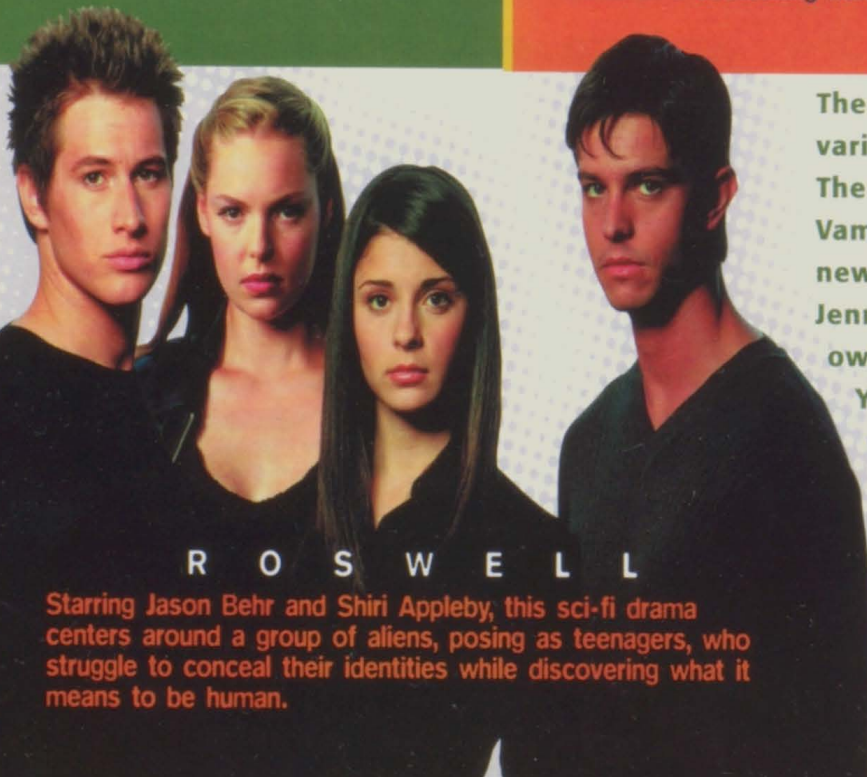 R O S W E L L
Starring Jason Behr and Shiri Appleby, this sci-fi drama
centers around a group of aliens, posing as teenagers, who
struggle to conceal their identities while discovering what it
means to be human.
The